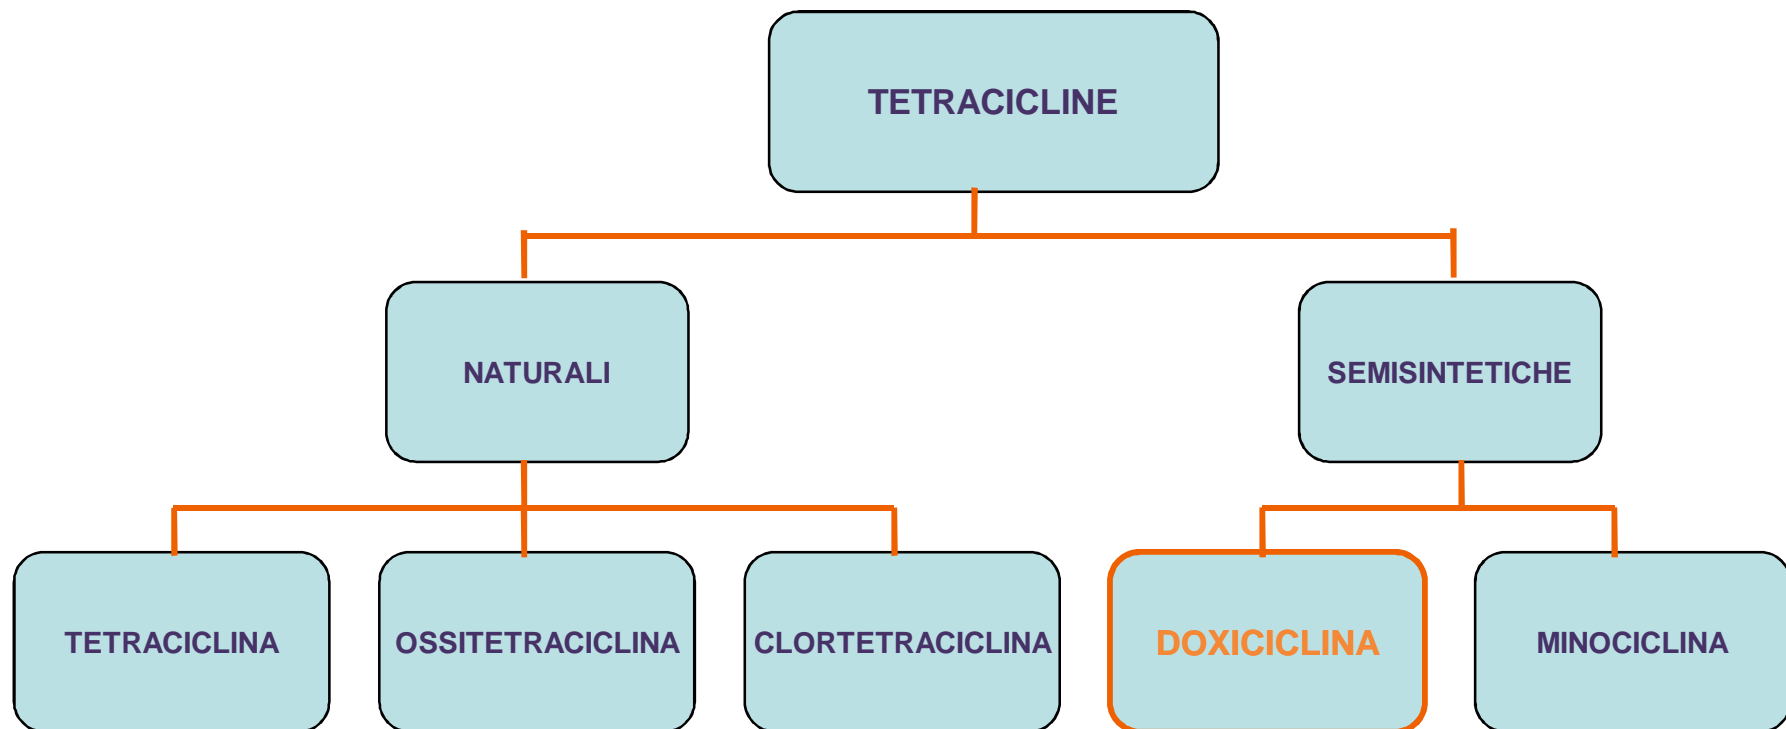 TETRACICLINE
NATURALI
SEMISINTETICHE
TETRACICLINA
OSSITETRACICLINA
CLORTETRACICLINA
DOXICICLINA
MINOCICLINA